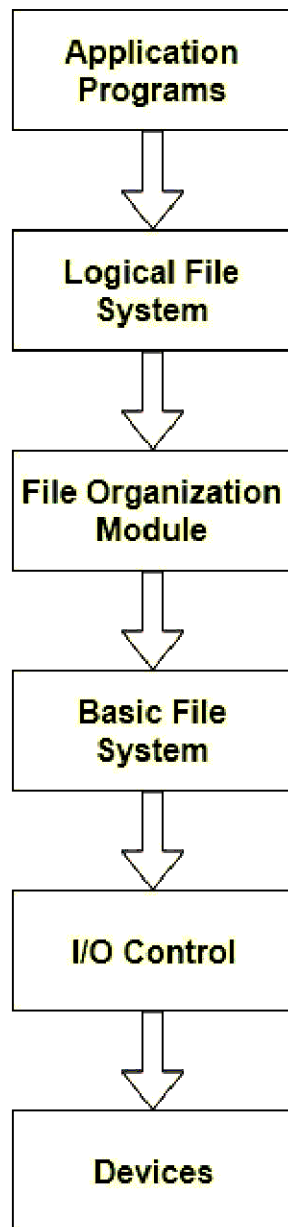 Application
Programs
Logical File
System
File Organization
Module
Basic File
System
I/O Control
Devices